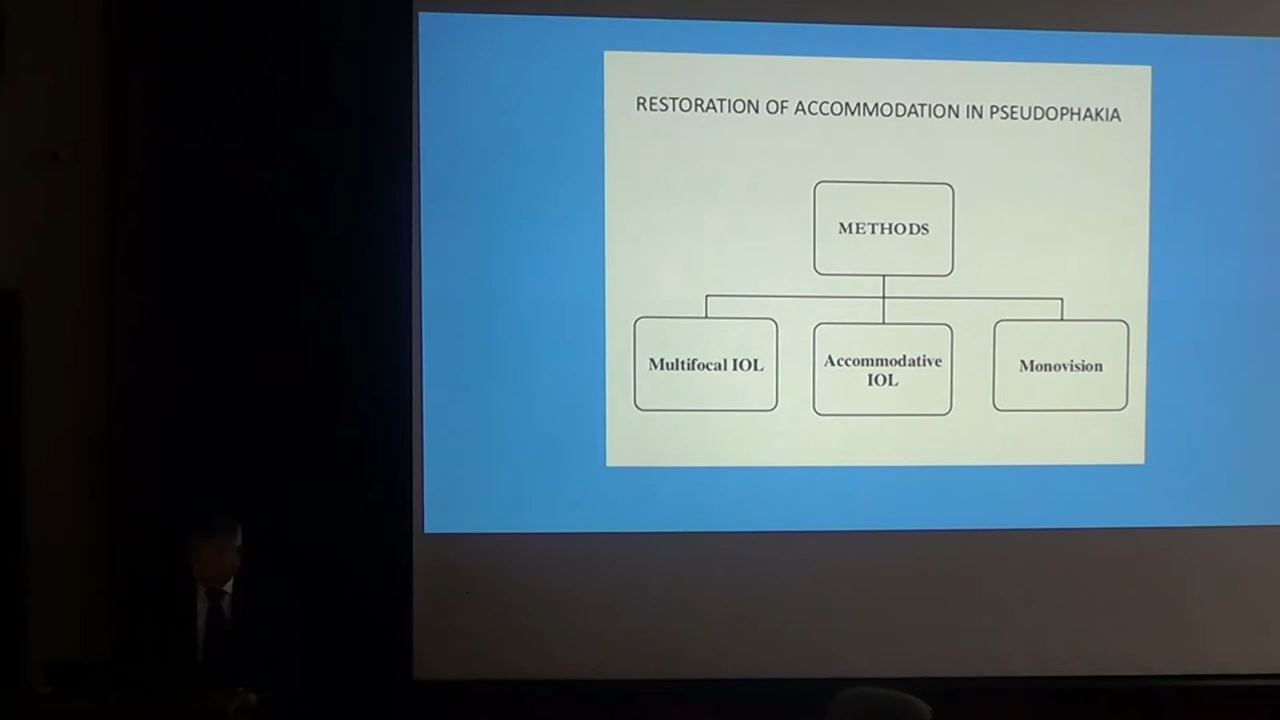 RESTORATION OF ACCOMMODATION IN PSEUDOPHAKIA
METHODS
Multifocal IOL
Accommodative
IOL
Monovision